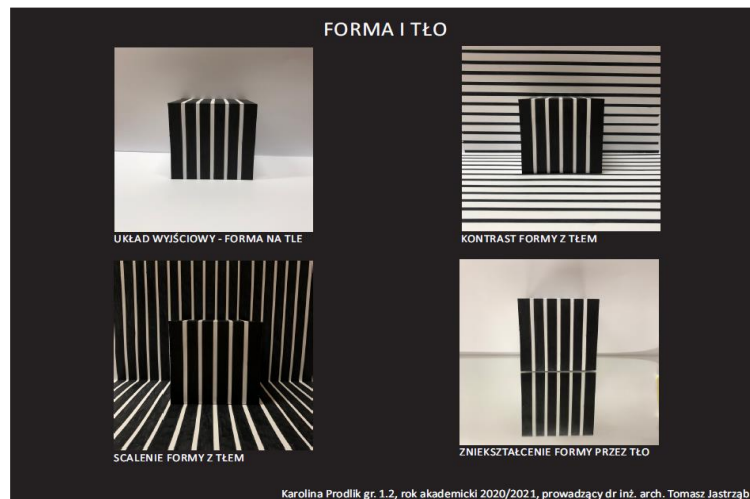 FORMA I TŁO
UKŁAD WYJŚCIOWY - FORMA NA TLE
KONTRAST FORMY Z TŁEM
SCALENIE FORMY Z TŁEM
ZNIEKSZTAŁCENIE FORMY PRZEZ TŁO
Karolina Prodlik gr. 1.2, rok akademicki 2020/2021, prowadzący dr inż. arch. Tomasz Jastrząb